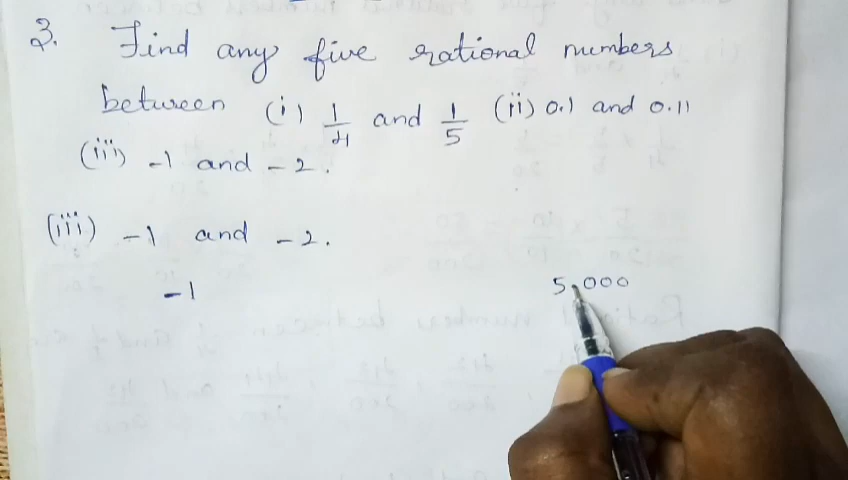 3. Find any five rational numbers
between (i) 1/4 and 1/5 (ii) 0.1 and 0.11
(iii) -1 and -2.
(iii) -1 and -2.
-1 5.000